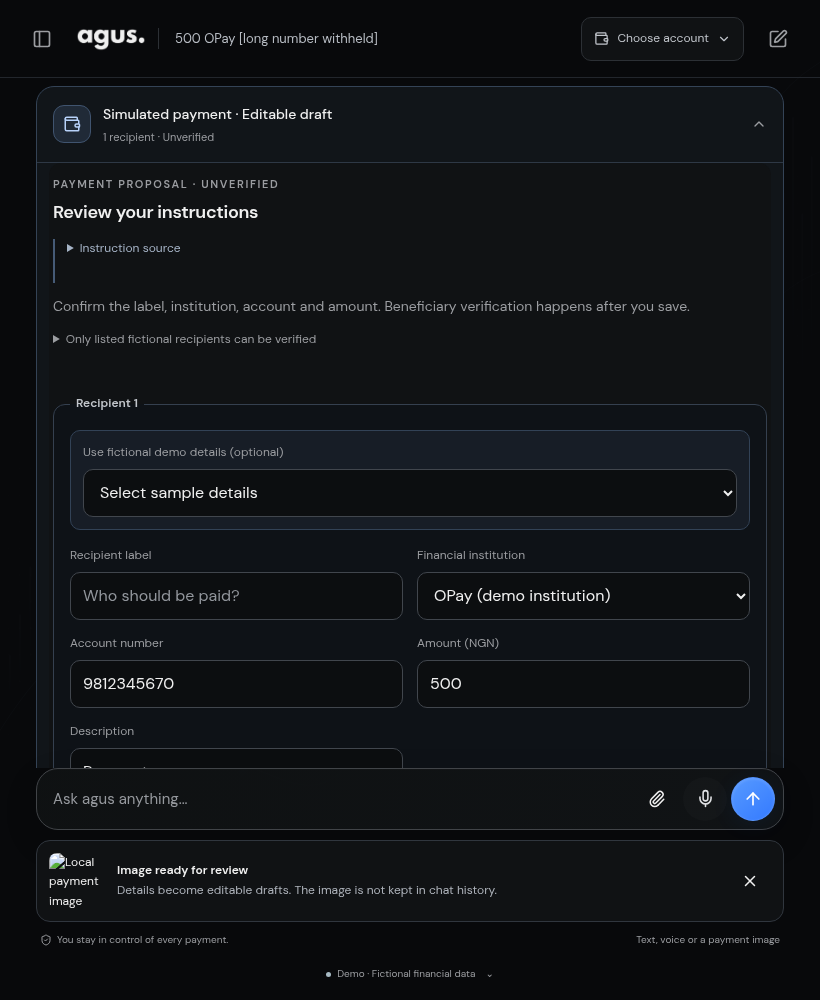 agus.
500 OPay [long number withheld]
Choose account
Simulated payment · Editable draft
1 recipient · Unverified
PAYMENT PROPOSAL · UNVERIFIED
Review your instructions
Instruction source
Confirm the label, institution, account and amount. Beneficiary verification happens after you save.
Only listed fictional recipients can be verified
Recipient 1
Use fictional demo details (optional)
Select sample details
Recipient label
Financial institution
Who should be paid?
OPay (demo institution)
Account number
Amount (NGN)
9812345670
500
Description
Ask agus anything...
Local payment image
Image ready for review
Details become editable drafts. The image is not kept in chat history.
You stay in control of every payment.
Text, voice or a payment image
Demo · Fictional financial data